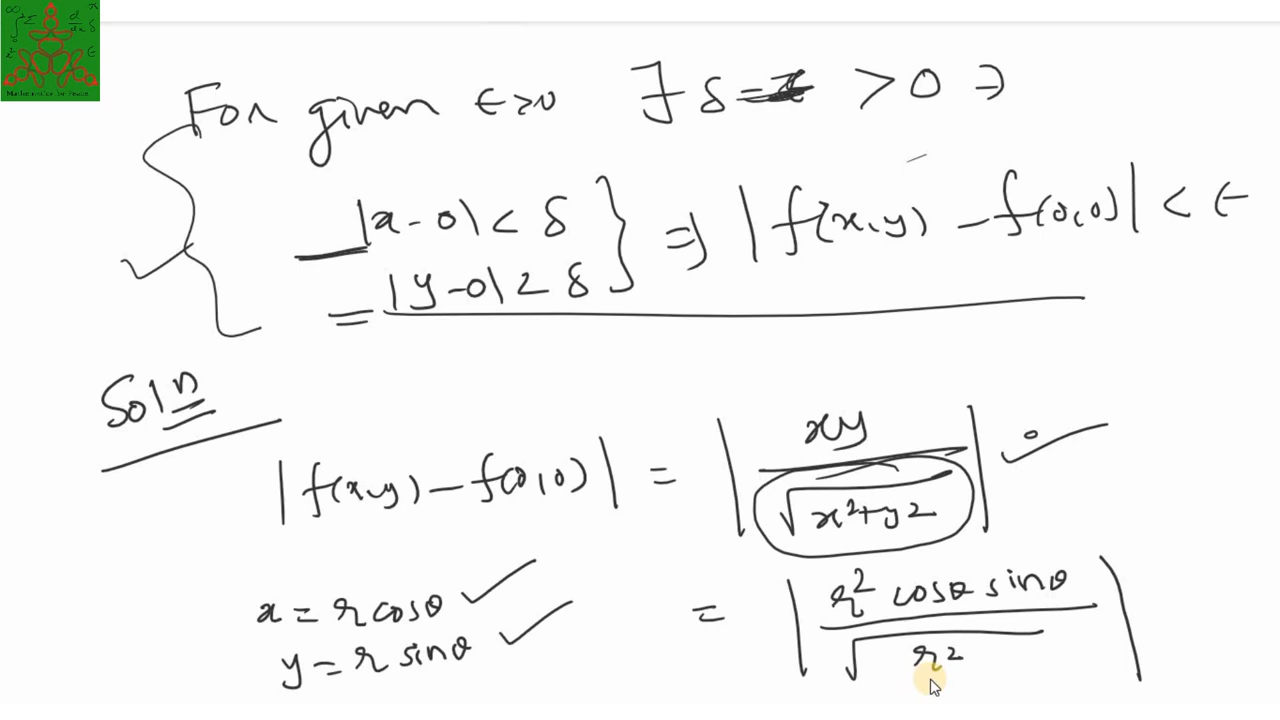 For given ε>0 ∃ δ = > 0 ∋
|x-0| < δ } ⇒ | f(x,y) - f(0,0) | < ε
|y-0| < δ
Soln
| f(x,y) - f(0,0) | = | xy / √(x²+y²) |
x = r cosθ = | r² cosθ sinθ / √r² |
y = r sinθ